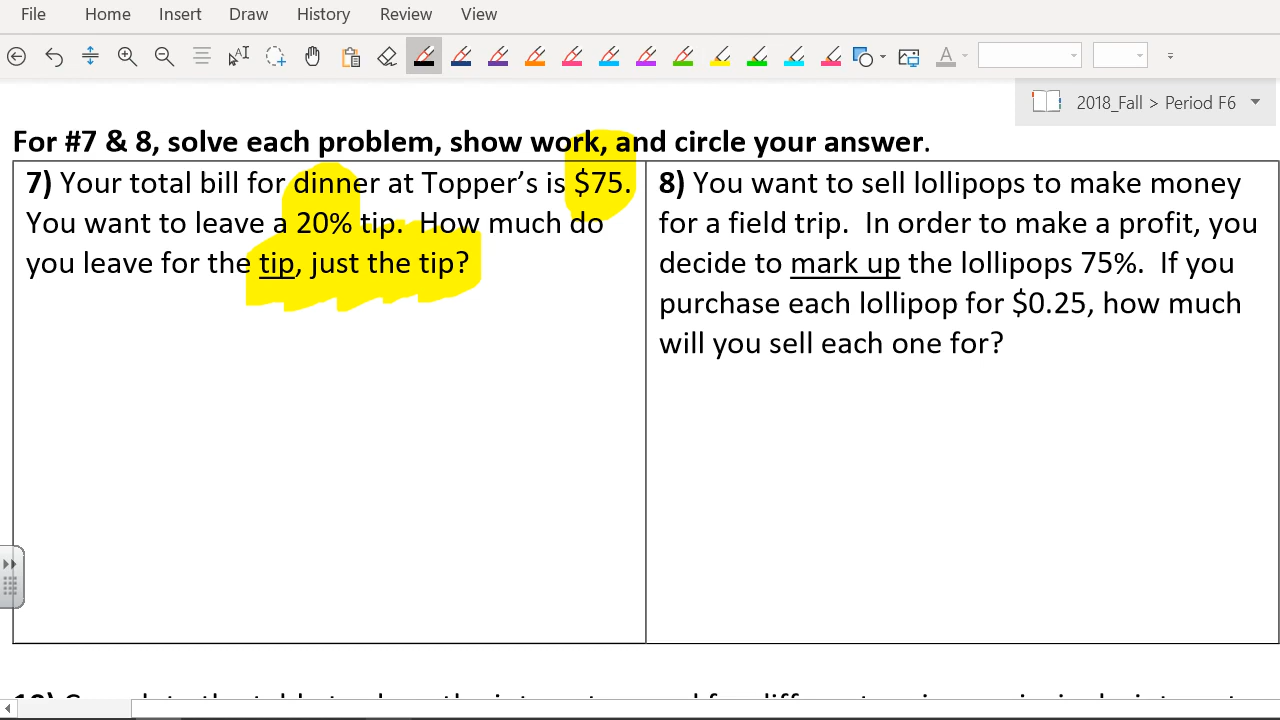 File Home Insert Draw History Review View
A
2018_Fall > Period F6
For #7 & 8, solve each problem, show work, and circle your answer.
7) Your total bill for dinner at Topper's is $75.
You want to leave a 20% tip. How much do
you leave for the tip, just the tip?
8) You want to sell lollipops to make money
for a field trip. In order to make a profit, you
decide to mark up the lollipops 75%. If you
purchase each lollipop for $0.25, how much
will you sell each one for?